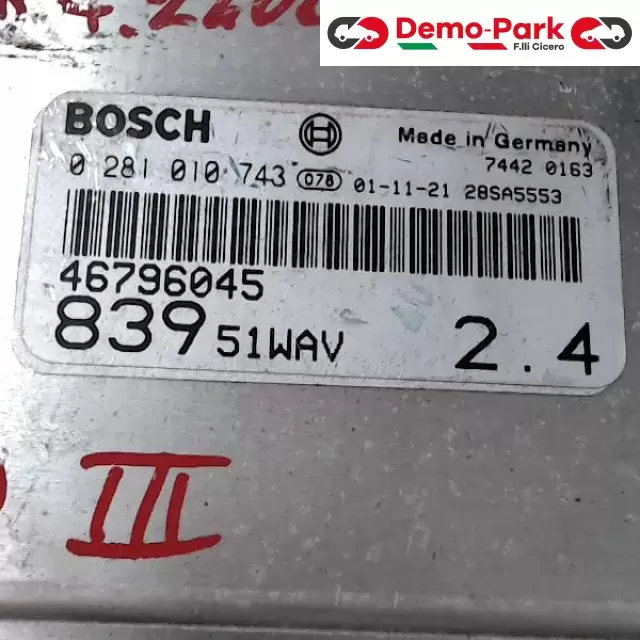 Demo-Park
F.lli Cicero
BOSCH
Made in Germany
7442 0163
0 281 010 743 078 01-11-21 28SA5553
46796045
839 51WAV 2.4
III